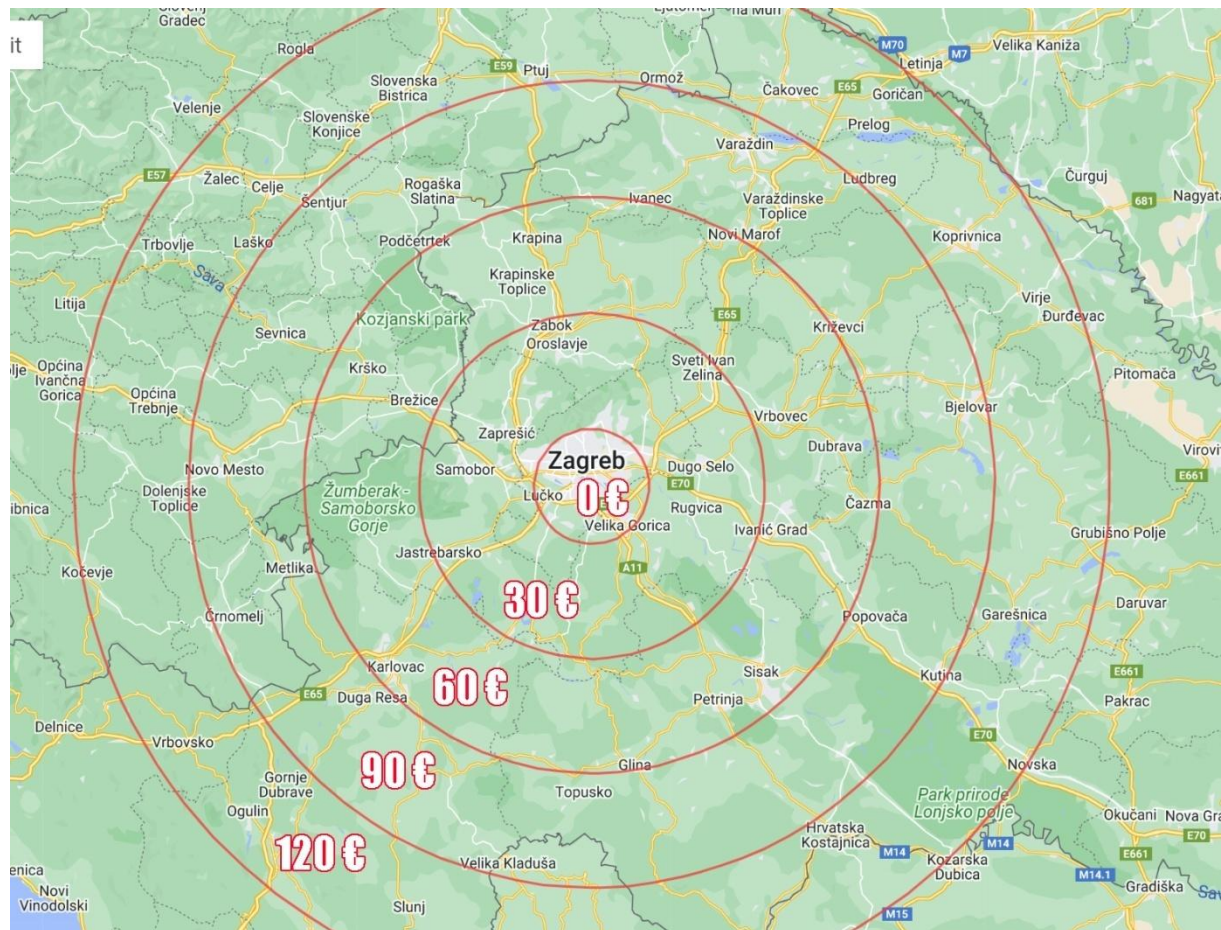 it
Slovenj
Gradec
Rogla
E59
Ptuj
Ormož
M70
M7
Velika Kaniža
Letinja
Slovenska
Bistrica
Čakovec
E65
Goričan
Velenje
Slovenske
Konjice
Prelog
Varaždin
E57
Žalec
Celje
Šentjur
Rogaška
Slatina
Ludbreg
Čurguj
Ivanec
Varaždinske
Toplice
681
Nagyata
Trbovlje
Laško
Podčetrtek
Krapina
Novi Marof
Koprivnica
Sava
Krapinske
Toplice
Litija
Virje
Đurđevac
Sevnica
Kozjanski park
Zabok
Oroslavje
E65
Križevci
Sveti Ivan
Zelina
olje
Općina
Ivančna
Gorica
Krško
Pitomača
Općina
Trebnje
Brežice
Vrbovec
Bjelovar
Zaprešić
Dubrava
Virovit
Novo Mesto
Samobor
Zagreb
Dugo Selo
E70
E661
Dolenjske
Toplice
Žumberak -
Samoborsko
Gorje
Lučko
0 €
Rugvica
Čazma
ibnica
Velika Gorica
Ivanić Grad
Grubišno Polje
Jastrebarsko
Kočevje
Metlika
A11
30 €
Daruvar
Črnomelj
Popovača
Garešnica
Karlovac
Sisak
E661
Kutina
E65
Duga Resa
60 €
Petrinja
Pakrac
Delnice
Vrbovsko
E70
Gornje
Dubrave
90 €
Glina
Novska
Ogulin
Topusko
Park prirode
Lonjsko polje
Okučani
Nova Gra
E70
Hrvatska
Kostajnica
M14
M14
120 €
Velika Kladuša
Kozarska
Dubica
E661
enica
M14.1
Gradiška
Sav
Novi
Vinodolski
Slunj
M15